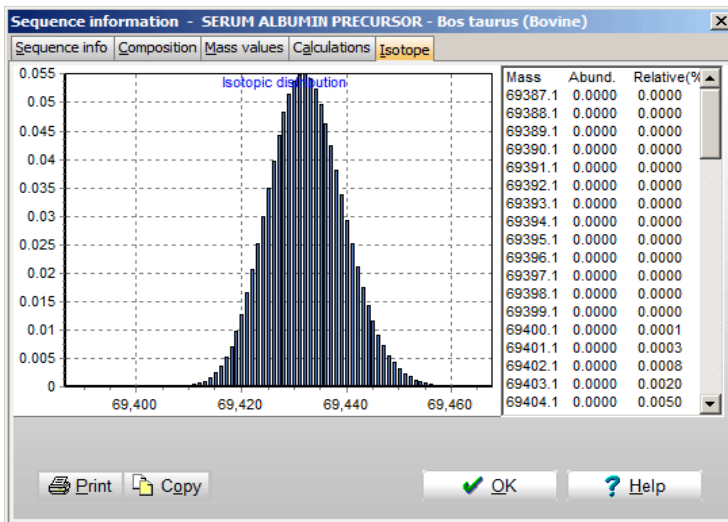 Sequence information - SERUM ALBUMIN PRECURSOR - Bos taurus (Bovine)
Sequence info Composition Mass values Calculations Isotope
Isotopic distribution
0.055
0.05
0.045
0.04
0.035
0.03
0.025
0.02
0.015
0.01
0.005
0
69,400 69,420 69,440 69,460
Mass Abund. Relative(%
69387.1 0.0000 0.0000
69388.1 0.0000 0.0000
69389.1 0.0000 0.0000
69390.1 0.0000 0.0000
69391.1 0.0000 0.0000
69392.1 0.0000 0.0000
69393.1 0.0000 0.0000
69394.1 0.0000 0.0000
69395.1 0.0000 0.0000
69396.1 0.0000 0.0000
69397.1 0.0000 0.0000
69398.1 0.0000 0.0000
69399.1 0.0000 0.0000
69400.1 0.0000 0.0001
69401.1 0.0000 0.0003
69402.1 0.0000 0.0008
69403.1 0.0000 0.0020
69404.1 0.0000 0.0050
Print Copy OK Help